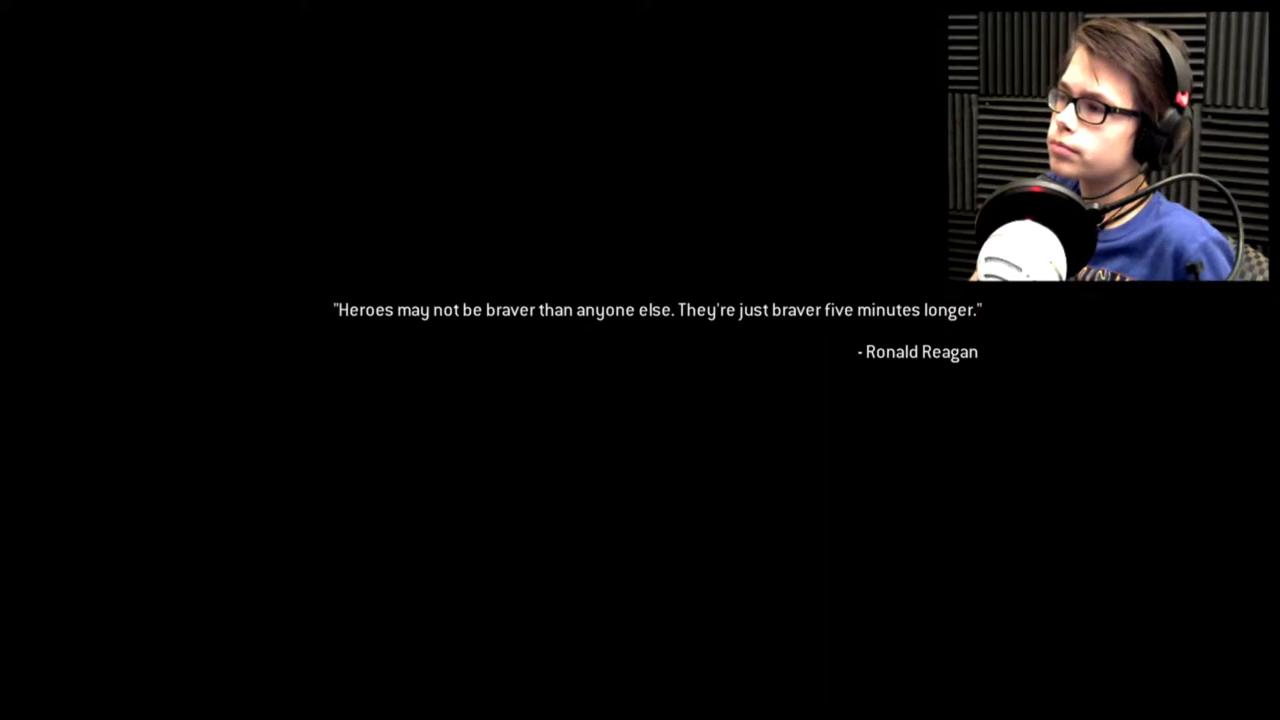 "Heroes may not be braver than anyone else. They're just braver five minutes longer."
- Ronald Reagan